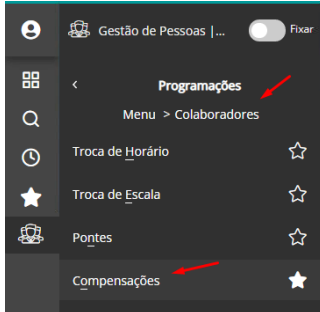 Gestão de Pessoas |...
Fixar
Programações
Menu > Colaboradores
Troca de Horário
Troca de Escala
Pontes
Compensações